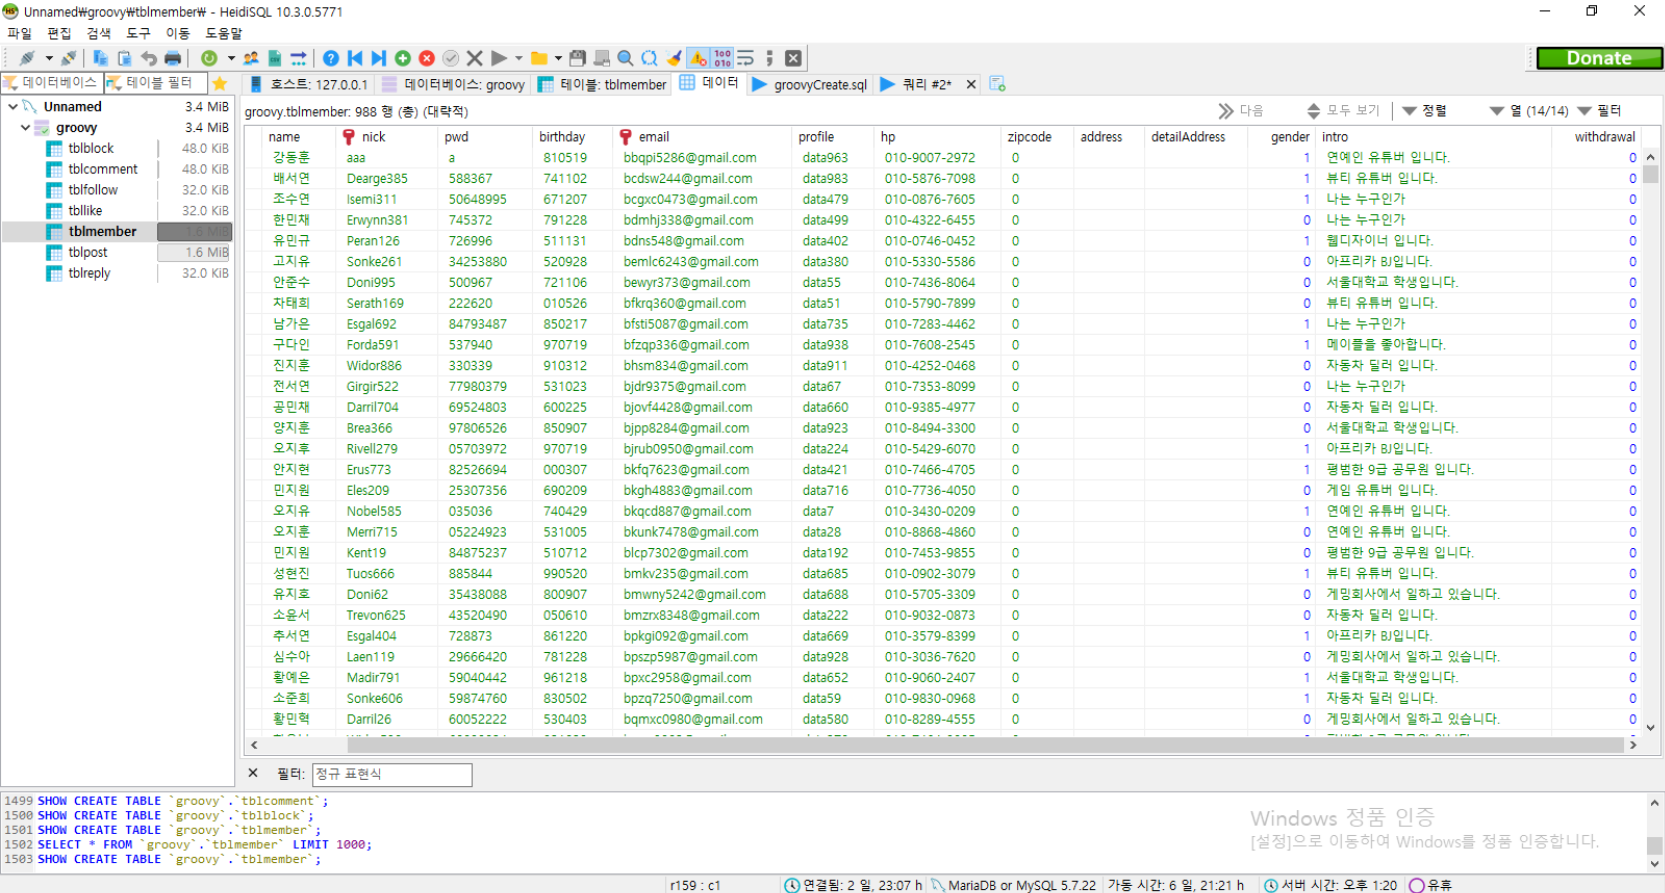 Unnamed₩groovy₩tblmember₩ - HeidiSQL 10.3.0.5771
파일 편집 검색 도구 이동 도움말
Donate
데이터베이스 테이블 필터 호스트: 127.0.0.1 데이터베이스: groovy 테이블: tblmember 데이터 groovyCreate.sql 쿼리 #2*
Unnamed 3.4 MiB
groovy 3.4 MiB
tblblock 48.0 KiB
tblcomment 48.0 KiB
tblfollow 32.0 KiB
tbllike 32.0 KiB
tblmember 1.6 MiB
tblpost 1.6 MiB
tblreply 32.0 KiB
groovy.tblmember: 988 행 (총) (대략적) 다음 모두 보기 정렬 열 (14/14) 필터
name nick pwd birthday email profile hp zipcode address detailAddress gender intro withdrawal
강동훈 aaa a 810519 bbqpi5286@gmail.com data963 010-9007-2972 0 1 연예인 유튜버 입니다. 0
배서연 Dearge385 588367 741102 bcdsw244@gmail.com data983 010-5876-7098 0 1 뷰티 유튜버 입니다. 0
조수연 Isemi311 50648995 671207 bcgxc0473@gmail.com data479 010-0876-7605 0 1 나는 누구인가 0
한민채 Erwynn381 745372 791228 bdmhj338@gmail.com data499 010-4322-6455 0 0 나는 누구인가 0
유민규 Peran126 726996 511131 bdns548@gmail.com data402 010-0746-0452 0 1 웹디자이너 입니다. 0
고지유 Sonke261 34253880 520928 bemlc6243@gmail.com data380 010-5330-5586 0 0 아프리카 BJ입니다. 0
안준수 Doni995 500967 721106 bewyr373@gmail.com data55 010-7436-8064 0 0 서울대학교 학생입니다. 0
차태희 Serath169 222620 010526 bfkrq360@gmail.com data51 010-5790-7899 0 0 뷰티 유튜버 입니다. 0
남가은 Esgal692 84793487 850217 bfsti5087@gmail.com data735 010-7283-4462 0 1 나는 누구인가 0
구다인 Forda591 537940 970719 bfzqp336@gmail.com data938 010-7608-2545 0 1 메이플을 좋아합니다. 0
진지훈 Widor886 330339 910312 bhsm834@gmail.com data911 010-4252-0468 0 0 자동차 딜러 입니다. 0
전서연 Girgir522 77980379 531023 bjdr9375@gmail.com data67 010-7353-8099 0 0 나는 누구인가 0
공민채 Darril704 69524803 600225 bjovf4428@gmail.com data660 010-9385-4977 0 0 자동차 딜러 입니다. 0
양지훈 Brea366 97806526 850907 bjpp8284@gmail.com data923 010-8494-3300 0 0 서울대학교 학생입니다. 0
오지후 Rivell279 05703972 970719 bjrub0950@gmail.com data224 010-5429-6070 0 1 아프리카 BJ입니다. 0
안지현 Erus773 82526694 000307 bkfq7623@gmail.com data421 010-7466-4705 0 1 평범한 9급 공무원 입니다. 0
민지원 Eles209 25307356 690209 bkgh4883@gmail.com data716 010-7736-4050 0 0 게임 유튜버 입니다. 0
오지유 Nobel585 035036 740429 bkqcd887@gmail.com data7 010-3430-0209 0 1 연예인 유튜버 입니다. 0
오지훈 Merri715 05224923 531005 bkunk7478@gmail.com data28 010-8868-4860 0 0 연예인 유튜버 입니다. 0
민지원 Kent19 84875237 510712 blcp7302@gmail.com data192 010-7453-9855 0 0 평범한 9급 공무원 입니다. 0
성현진 Tuos666 885844 990520 bmkv235@gmail.com data685 010-0902-3079 0 1 뷰티 유튜버 입니다. 0
유지호 Doni62 35438088 800907 bmwny5242@gmail.com data688 010-5705-3309 0 0 게밍회사에서 일하고 있습니다. 0
소윤서 Trevon625 43520490 050610 bmzrx8348@gmail.com data222 010-9032-0873 0 0 자동차 딜러 입니다. 0
추서연 Esgal404 728873 861220 bpkgi092@gmail.com data669 010-3579-8399 0 1 아프리카 BJ입니다. 0
심수아 Laen119 29666420 781228 bpszp5987@gmail.com data928 010-3036-7620 0 0 게밍회사에서 일하고 있습니다. 0
황예은 Madir791 59040442 961218 bpxc2958@gmail.com data652 010-9060-2407 0 1 서울대학교 학생입니다. 0
소준희 Sonke606 59874760 830502 bpzq7250@gmail.com data59 010-9830-0968 0 1 자동차 딜러 입니다. 0
황민혁 Darril26 60052222 530403 bqmxc0980@gmail.com data580 010-8289-4555 0 0 게밍회사에서 일하고 있습니다. 0
필터: 정규 표현식
1499 SHOW CREATE TABLE `groovy`.`tblcomment`;
1500 SHOW CREATE TABLE `groovy`.`tblblock`;
1501 SHOW CREATE TABLE `groovy`.`tblmember`;
1502 SELECT * FROM `groovy`.`tblmember` LIMIT 1000;
1503 SHOW CREATE TABLE `groovy`.`tblmember`;
Windows 정품 인증
[설정]으로 이동하여 Windows를 정품 인증합니다.
r159 : c1 연결됨: 2 일, 23:07 h MariaDB or MySQL 5.7.22 가동 시간: 6 일, 21:21 h 서버 시간: 오후 1:20 유휴